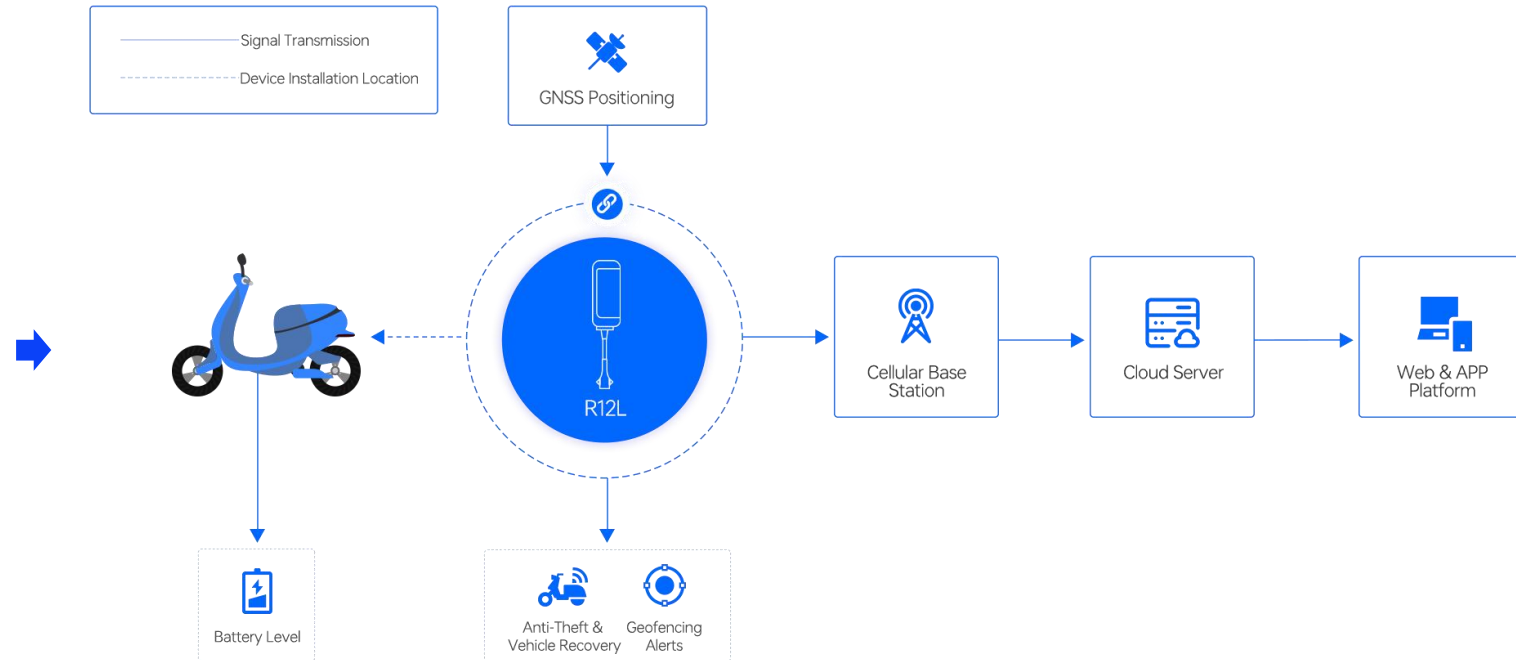 Signal Transmission
Device Installation Location
GNSS Positioning
R12L
Cellular Base
Station
Cloud Server
Web & APP
Platform
Battery Level
Anti-Theft &
Vehicle Recovery
Geofencing
Alerts